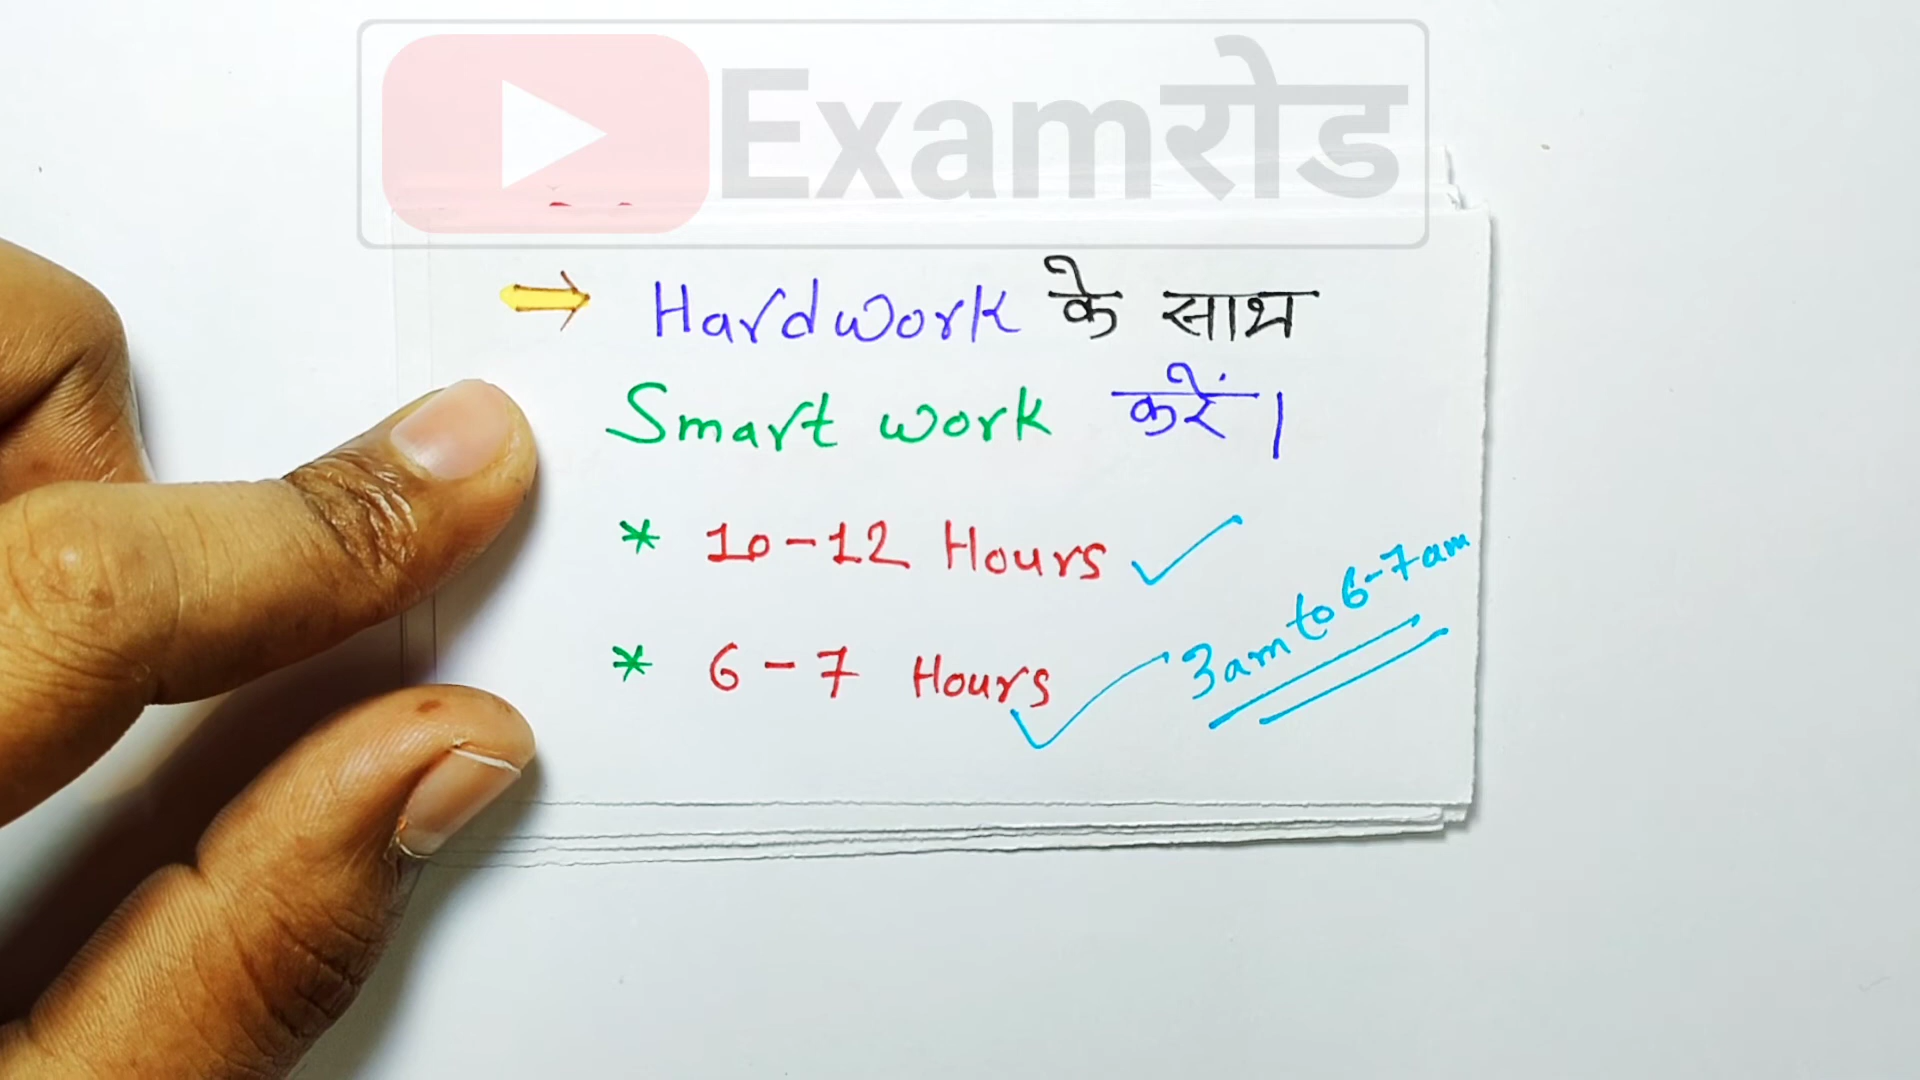 Examरोड
⇒ Hardwork के साथ
Smart work करें।
* 10-12 Hours ✓
* 6-7 Hours ✓ 3am to 6-7am